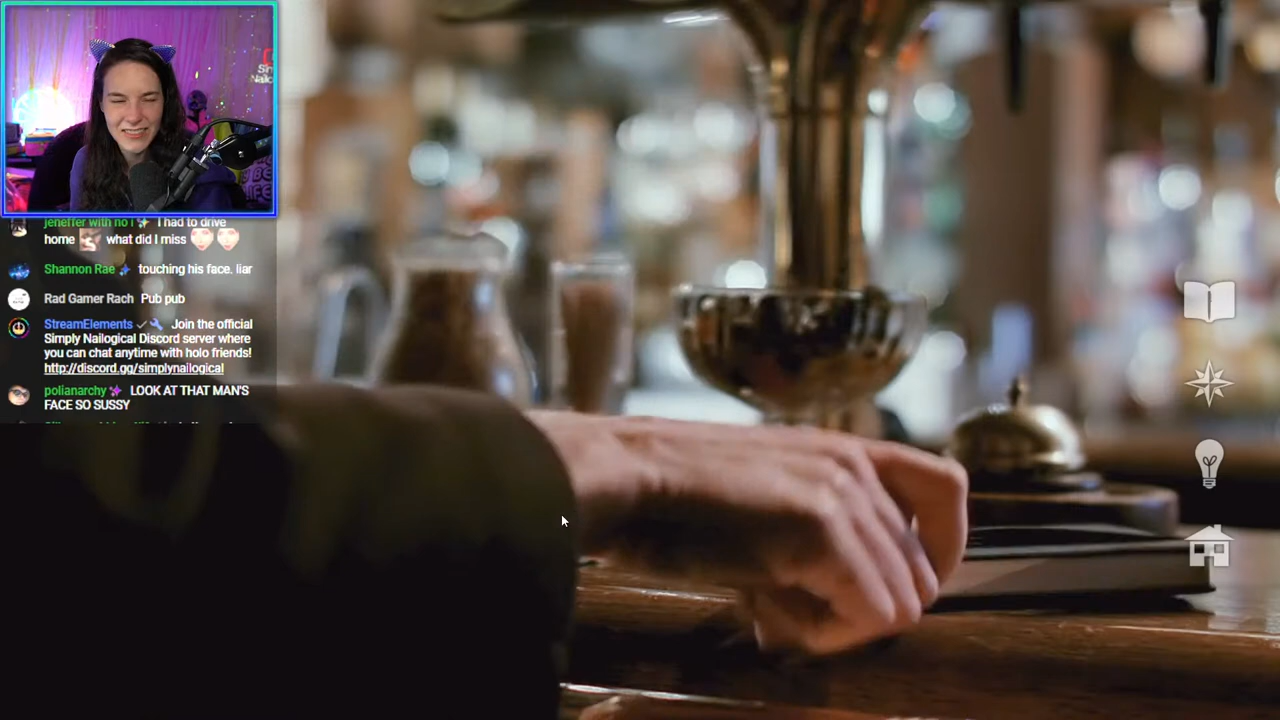 jeneffer with no i I had to drive
home what did I miss
Shannon Rae touching his face. liar
Rad Gamer Rach Pub pub
StreamElements Join the official
Simply Nailogical Discord server where
you can chat anytime with holo friends!
http://discord.gg/simplynailogical
polianarchy LOOK AT THAT MAN'S
FACE SO SUSSY